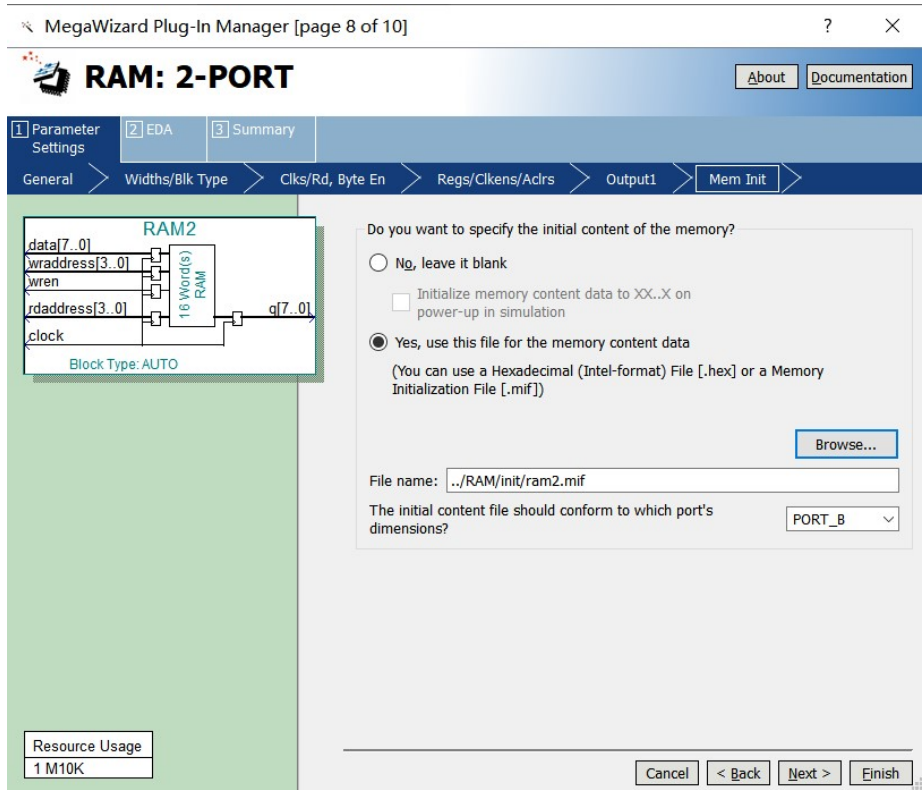 MegaWizard Plug-In Manager [page 8 of 10]
? ×
RAM: 2-PORT
About
Documentation
1 Parameter Settings
2 EDA
3 Summary
General
Widths/Blk Type
Clks/Rd, Byte En
Regs/Clkens/Aclrs
Output1
Mem Init
RAM2
data[7..0]
wraddress[3..0]
wren
rdaddress[3..0]
clock
16 Word(s)
RAM
q[7..0]
Block Type: AUTO
Do you want to specify the initial content of the memory?
No, leave it blank
Initialize memory content data to XX..X on
power-up in simulation
Yes, use this file for the memory content data
(You can use a Hexadecimal (Intel-format) File [.hex] or a Memory
Initialization File [.mif])
Browse...
File name: ../RAM/init/ram2.mif
The initial content file should conform to which port's
dimensions?
PORT_B
Resource Usage
1 M10K
Cancel
< Back
Next >
Finish